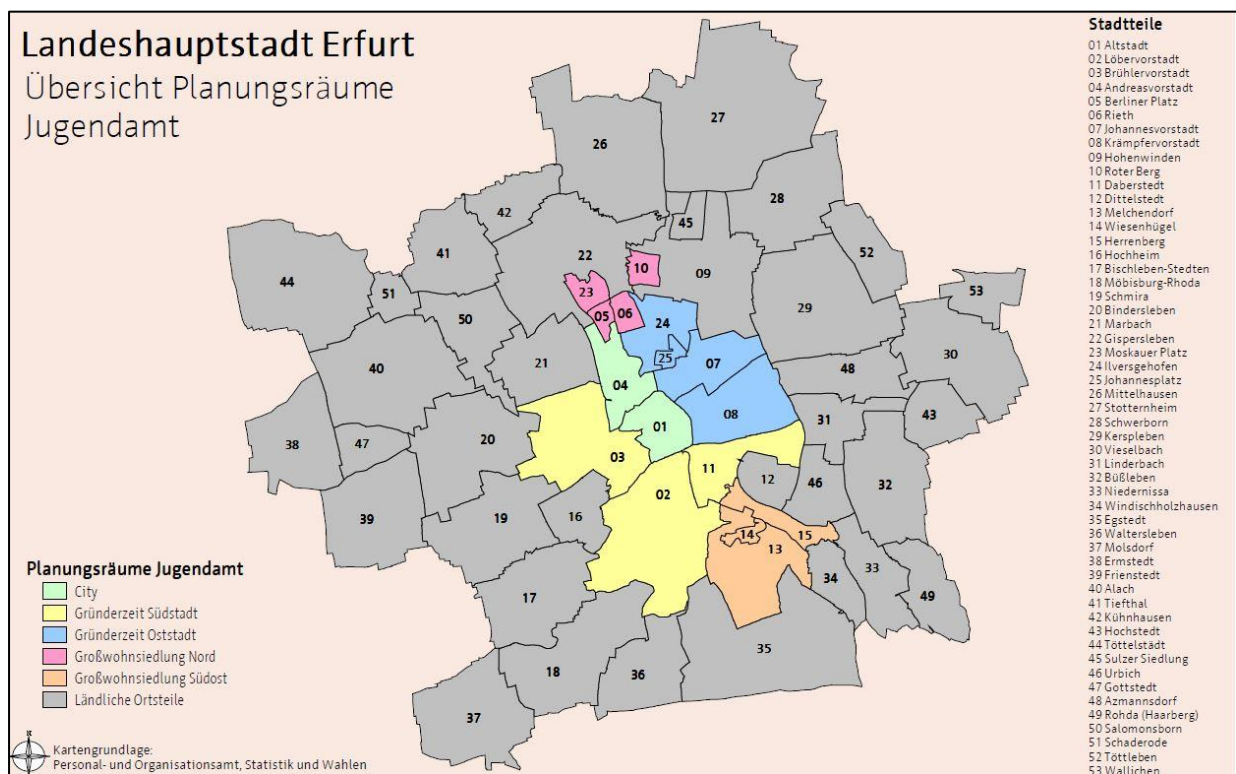 Landeshauptstadt Erfurt
Übersicht Planungsräume
Jugendamt
Stadtteile
01 Altstadt
02 Löbervorstadt
03 Brühlervorstadt
04 Andreasvorstadt
05 Berliner Platz
06 Rieth
07 Johannesvorstadt
08 Krämpfervorstadt
09 Hohenwinden
10 Roter Berg
11 Daberstedt
12 Dittelstedt
13 Melchendorf
14 Wiesenhügel
15 Herrenberg
16 Hochheim
17 Bischleben-Stedten
18 Möbisburg-Rhoda
19 Schmira
20 Bindersleben
21 Marbach
22 Gispersleben
23 Moskauer Platz
24 Ilversgehofen
25 Johannesplatz
26 Mittelhausen
27 Stotternheim
28 Schwerborn
29 Kerspleben
30 Vieselbach
31 Linderbach
32 Büßleben
33 Niedernissa
34 Windischholzhausen
35 Egstedt
36 Waltersleben
37 Molsdorf
38 Ermstedt
39 Frienstedt
40 Alach
41 Tiefthal
42 Kühnhausen
43 Hochstedt
44 Töttelstädt
45 Sulzer Siedlung
46 Urbich
47 Gottstedt
48 Azmannsdorf
49 Rohda (Haarberg)
50 Salomonsborn
51 Schaderode
52 Töttleben
53 Wallichen
27
26
28
42
45
41
52
22
44
10
09
53
51
23
50
05
06
24
29
30
25
21
07
40
04
48
08
43
01
31
38
47
20
03
11
12
46
32
02
39
19
16
14
15
13
33
34
17
49
35
18
36
37
Planungsräume Jugendamt
City
Gründerzeit Südstadt
Gründerzeit Oststadt
Großwohnsiedlung Nord
Großwohnsiedlung Südost
Ländliche Ortsteile
N
Kartengrundlage:
Personal- und Organisationsamt, Statistik und Wahlen